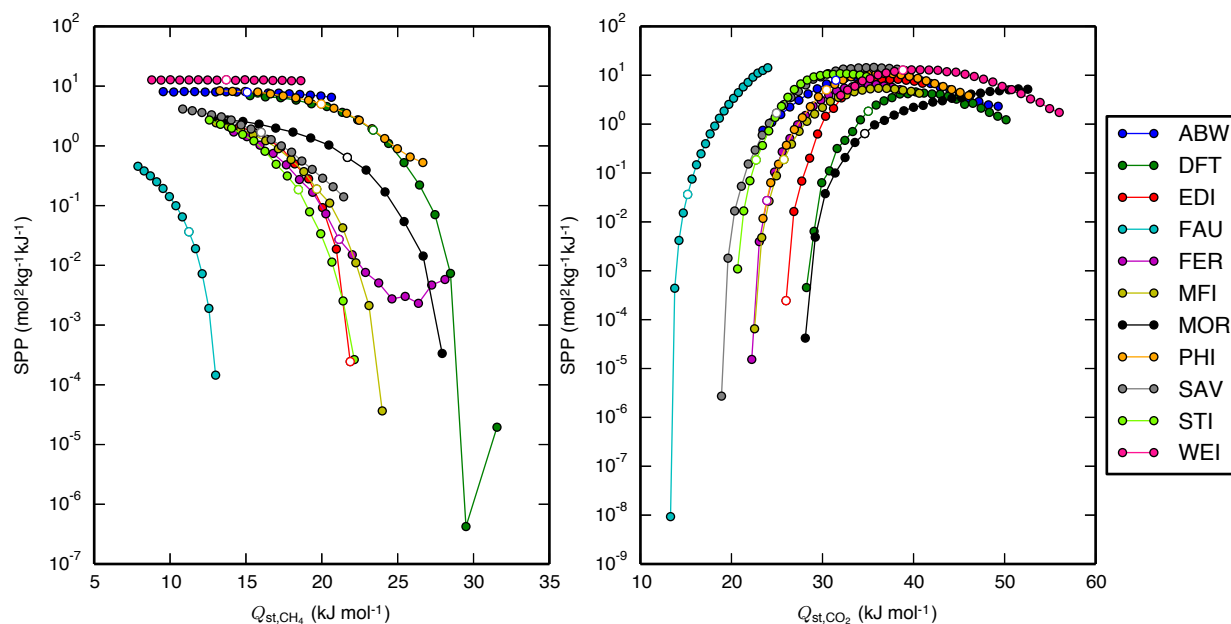 10²
10¹
10⁰
10⁻¹
10⁻²
10⁻³
10⁻⁴
10⁻⁵
10⁻⁶
10⁻⁷
SPP (mol²kg⁻¹kJ⁻¹)
5 10 15 20 25 30 35
Qst,CH₄ (kJ mol⁻¹)
10²
10¹
10⁰
10⁻¹
10⁻²
10⁻³
10⁻⁴
10⁻⁵
10⁻⁶
10⁻⁷
10⁻⁸
10⁻⁹
SPP (mol²kg⁻¹kJ⁻¹)
10 20 30 40 50 60
Qst,CO₂ (kJ mol⁻¹)
ABW
DFT
EDI
FAU
FER
MFI
MOR
PHI
SAV
STI
WEI